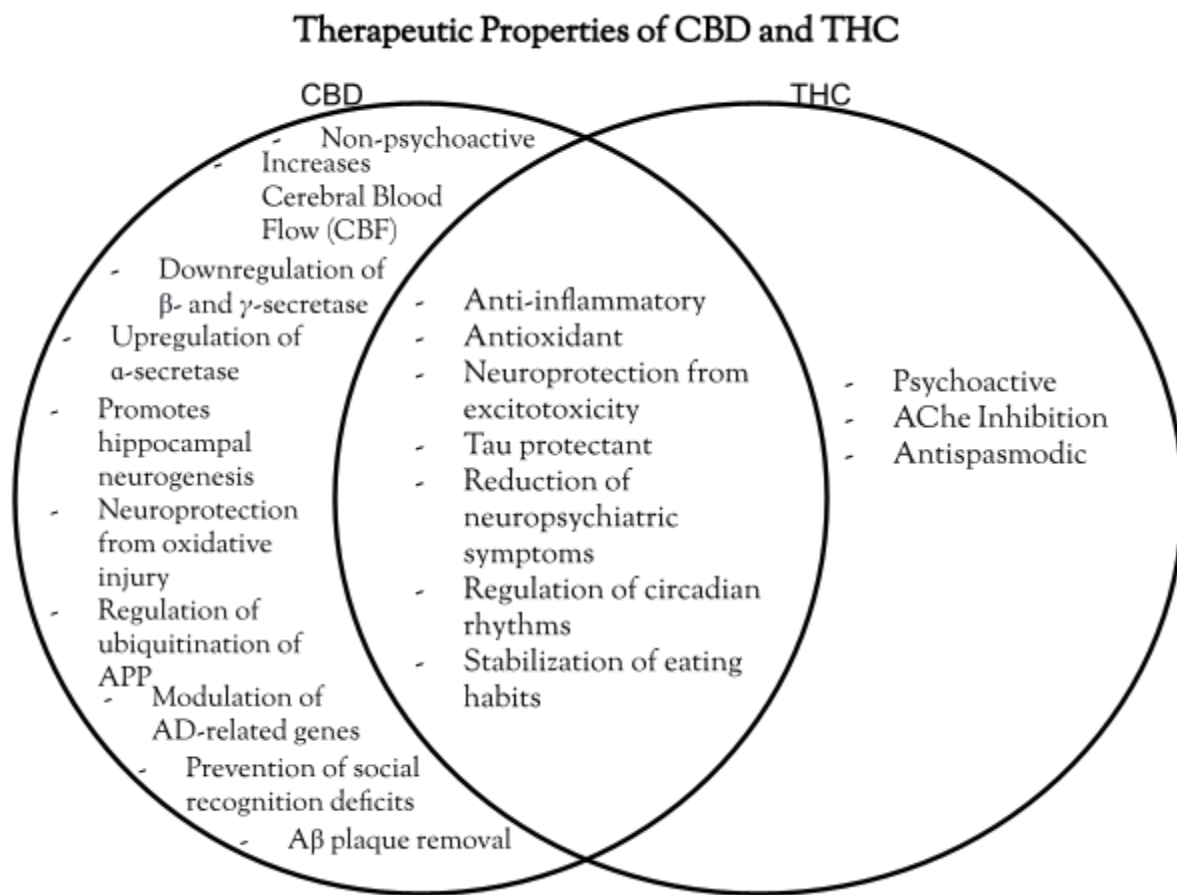 Therapeutic Properties of CBD and THC
CBD
- Non-psychoactive
- Increases
Cerebral Blood
Flow (CBF)
- Downregulation of
β- and γ-secretase
- Upregulation of
α-secretase
- Promotes
hippocampal
neurogenesis
- Neuroprotection
from oxidative
injury
- Regulation of
ubiquitination of
APP
- Modulation of
AD-related genes
- Prevention of social
recognition deficits
- Aβ plaque removal
- Anti-inflammatory
- Antioxidant
- Neuroprotection from
excitotoxicity
- Tau protectant
- Reduction of
neuropsychiatric
symptoms
- Regulation of circadian
rhythms
- Stabilization of eating
habits
THC
- Psychoactive
- AChe Inhibition
- Antispasmodic